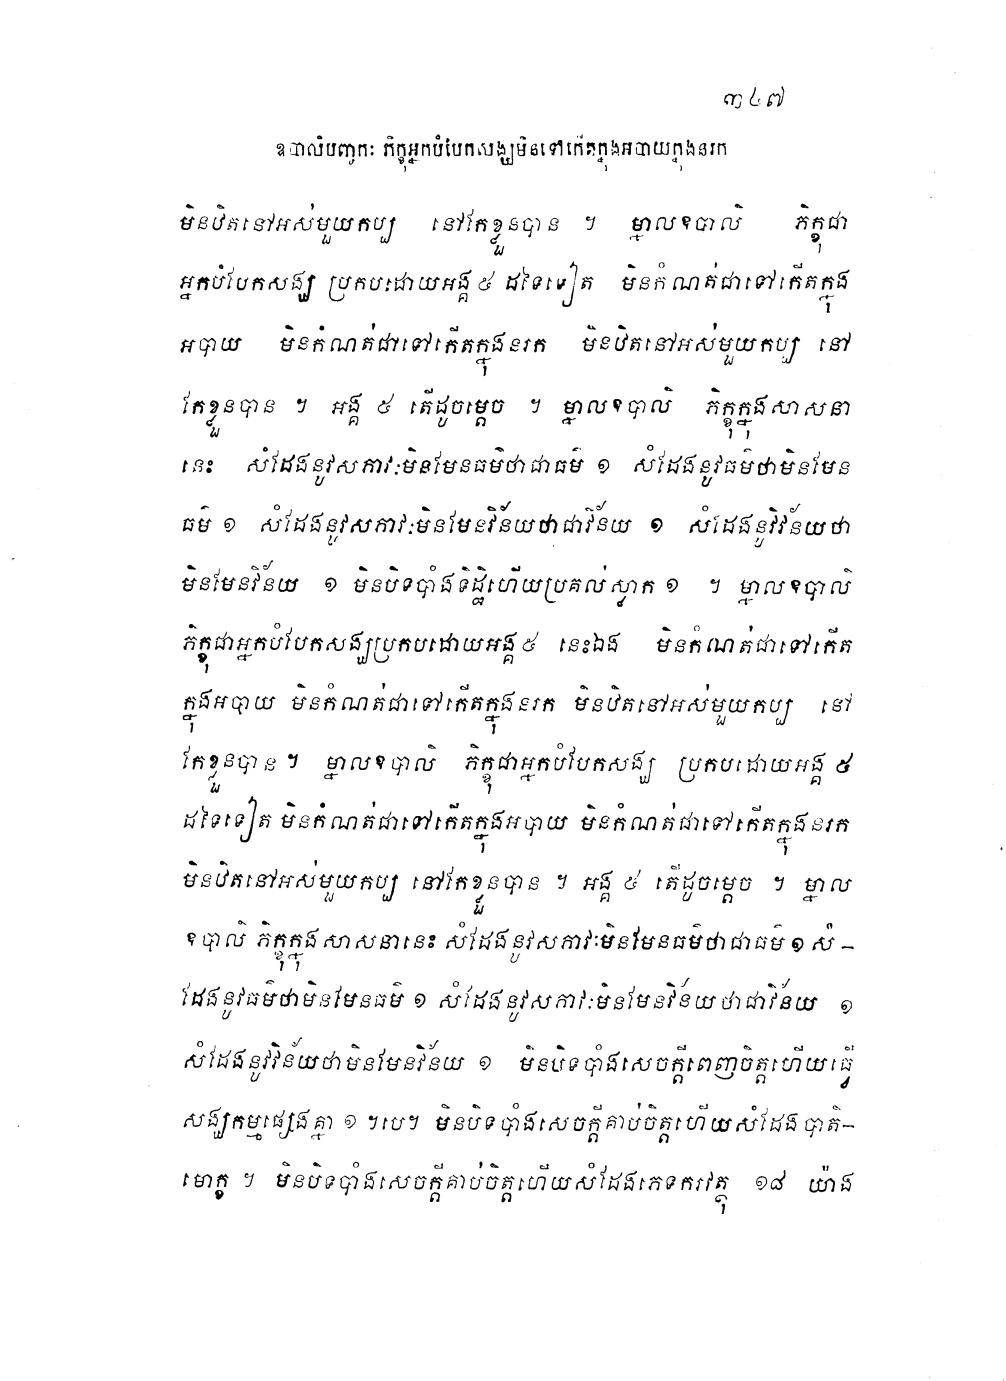 ៣៤៧
ឧបាលិបញ្ចកៈ ភិក្ខុអ្នកបំបែកសង្ឃមិនទៅកើតក្នុងអបាយក្នុងនរក
មិនឋិតនៅអស់មួយកប្ប នៅកែខ្លួនបាន ។ ម្នាលឧបាលិ ភិក្ខុជា
អ្នកបំបែកសង្ឃ ប្រកបដោយអង្គ ៥ ដទៃទៀត មិនកំណត់ជាទៅកើតក្នុង
អបាយ មិនកំណត់ជាទៅកើតក្នុងនរក មិនឋិតនៅអស់មួយកប្ប នៅ
កែខ្លួនបាន ។ អង្គ ៥ តើដូចម្តេច ។ ម្នាលឧបាលិ ភិក្ខុក្នុងសាសនា
នេះ សំដែងនូវសភាវៈមិនមែនធម៌ថាជាធម៌ ១ សំដែងនូវធម៌ថាមិនមែន
ធម៌ ១ សំដែងនូវសភាវៈមិនមែនវិន័យថាជាវិន័យ ១ សំដែងនូវវិន័យថា
មិនមែនវិន័យ ១ មិនបិទបាំងទិដ្ឋិហើយប្រគល់ស្លាក ១ ។ ម្នាលឧបាលិ
ភិក្ខុជាអ្នកបំបែកសង្ឃប្រកបដោយអង្គ ៥ នេះឯង មិនកំណត់ជាទៅកើត
ក្នុងអបាយ មិនកំណត់ជាទៅកើតក្នុងនរក មិនឋិតនៅអស់មួយកប្ប នៅ
កែខ្លួនបាន ។ ម្នាលឧបាលិ ភិក្ខុជាអ្នកបំបែកសង្ឃ ប្រកបដោយអង្គ ៥
ដទៃទៀត មិនកំណត់ជាទៅកើតក្នុងអបាយ មិនកំណត់ជាទៅកើតក្នុងនរក
មិនឋិតនៅអស់មួយកប្ប នៅកែខ្លួនបាន ។ អង្គ ៥ តើដូចម្តេច ។ ម្នាល
ឧបាលិ ភិក្ខុក្នុងសាសនានេះ សំដែងនូវសភាវៈមិនមែនធម៌ថាជាធម៌ ១ សំ-
ដែងនូវធម៌ថាមិនមែនធម៌ ១ សំដែងនូវសភាវៈមិនមែនវិន័យថាជាវិន័យ ១
សំដែងនូវវិន័យថាមិនមែនវិន័យ ១ មិនបិទបាំងសេចក្តីពេញចិត្តហើយធ្វើ
សង្ឃកម្មផ្សេងគ្នា ១ ។បេ។ មិនបិទបាំងសេចក្តីគាប់ចិត្តហើយសំដែងបាតិ-
មោក្ខ ។ មិនបិទបាំងសេចក្តីគាប់ចិត្តហើយសំដែងភេទករវត្ថុ ១៨ យ៉ាង